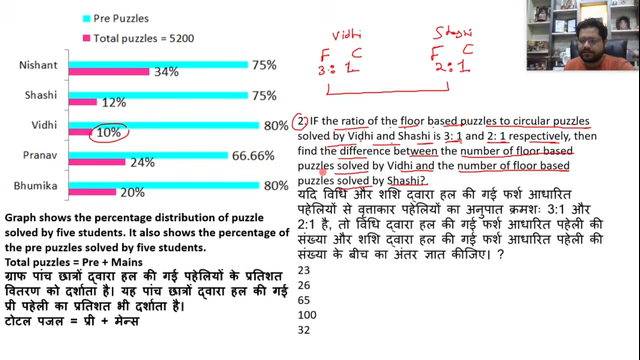 Pre Puzzles
Total puzzles = 5200
Nishant
75%
34%
Shashi
75%
12%
Vidhi
80%
10%
Pranav
66.66%
24%
Bhumika
80%
20%
Graph shows the percentage distribution of puzzle
solved by five students. It also shows the percentage of
the pre puzzles solved by five students.
Total puzzles = Pre + Mains
ग्राफ पांच छात्रों द्वारा हल की गई पहेलियों के प्रतिशत
वितरण को दर्शाता है। यह पांच छात्रों द्वारा हल की गई
प्री पहेली का प्रतिशत भी दर्शाता है।
टोटल पजल = प्री + मेन्स
Vidhi
F C
3: 1
Shashi
F C
2: 1
2. IF the ratio of the floor based puzzles to circular puzzles
solved by Vidhi and Shashi is 3: 1 and 2: 1 respectively, then
find the difference between the number of floor based
puzzles solved by Vidhi and the number of floor based
puzzles solved by Shashi?
यदि विधि और शशि द्वारा हल की गई फर्श आधारित
पहेलियों से वृत्ताकार पहेलियों का अनुपात क्रमशः 3:1 और
2:1 है, तो विधि द्वारा हल की गई फर्श आधारित पहेली की
संख्या और शशि द्वारा हल की गई फर्श आधारित पहेली की
संख्या के बीच का अंतर ज्ञात कीजिए। ?
23
26
65
100
32